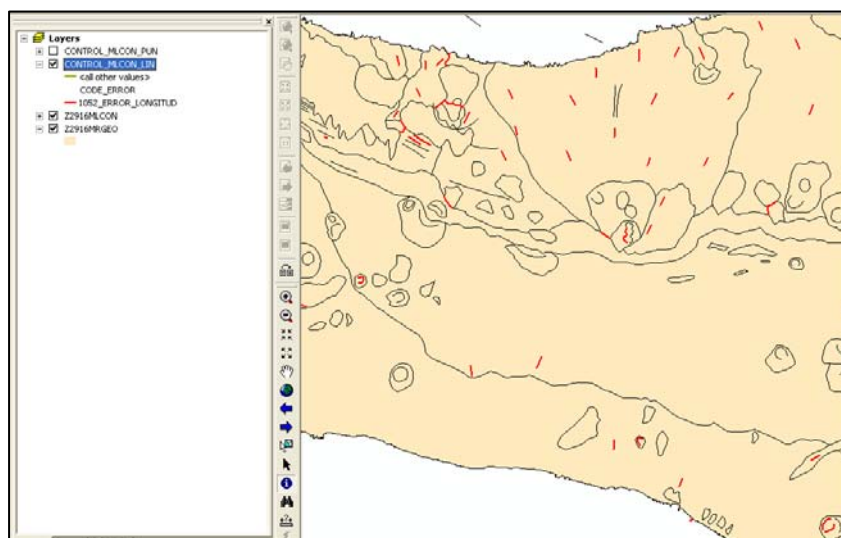 Layers
CONTROL_MLCON_PUN
CONTROL_MLCON_LIN
<all other values>
CODE_ERROR
1052_ERROR_LONGITUD
Z2916MLCON
Z2916MRGEO